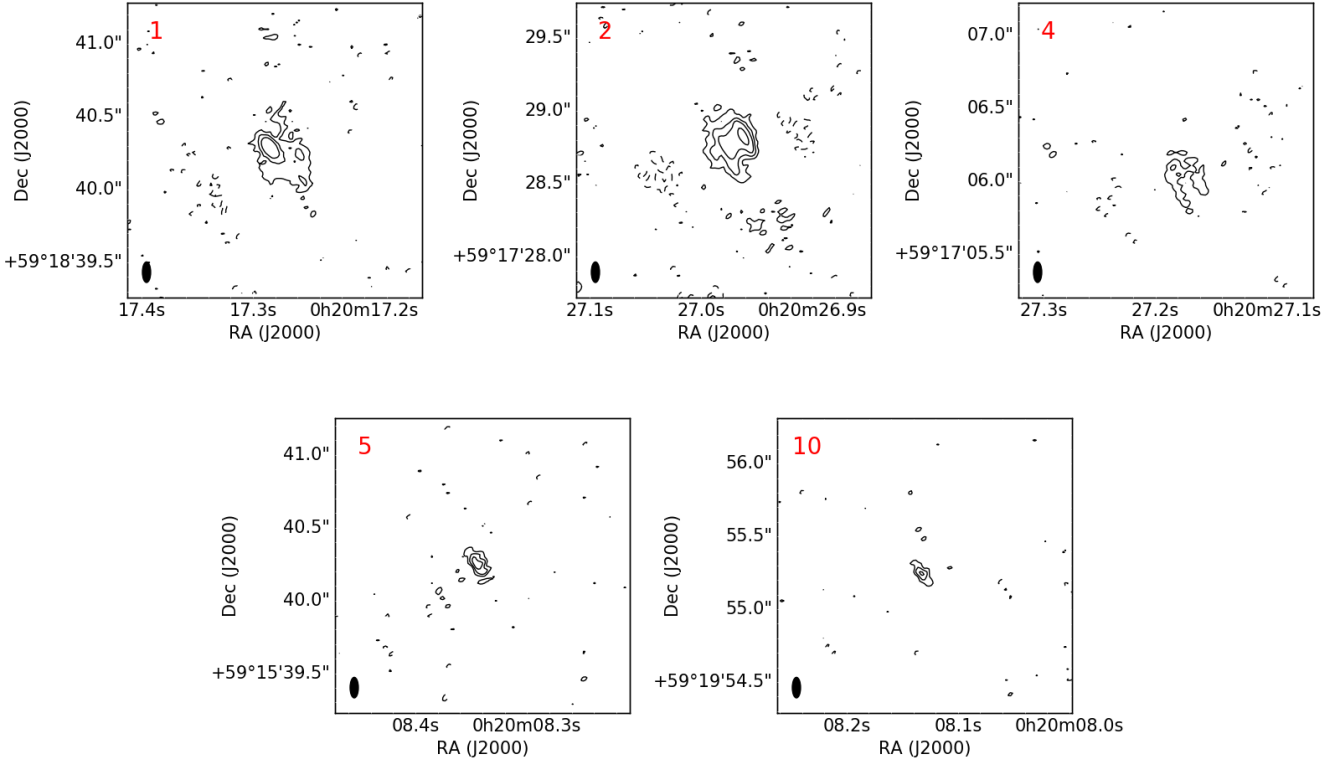 1
41.0"
40.5"
40.0"
+59°18'39.5"
Dec (J2000)
17.4s 17.3s 0h20m17.2s
RA (J2000)
2
29.5"
29.0"
28.5"
+59°17'28.0"
Dec (J2000)
27.1s 27.0s 0h20m26.9s
RA (J2000)
4
07.0"
06.5"
06.0"
+59°17'05.5"
Dec (J2000)
27.3s 27.2s 0h20m27.1s
RA (J2000)
5
41.0"
40.5"
40.0"
+59°15'39.5"
Dec (J2000)
08.4s 0h20m08.3s
RA (J2000)
10
56.0"
55.5"
55.0"
+59°19'54.5"
Dec (J2000)
08.2s 08.1s 0h20m08.0s
RA (J2000)